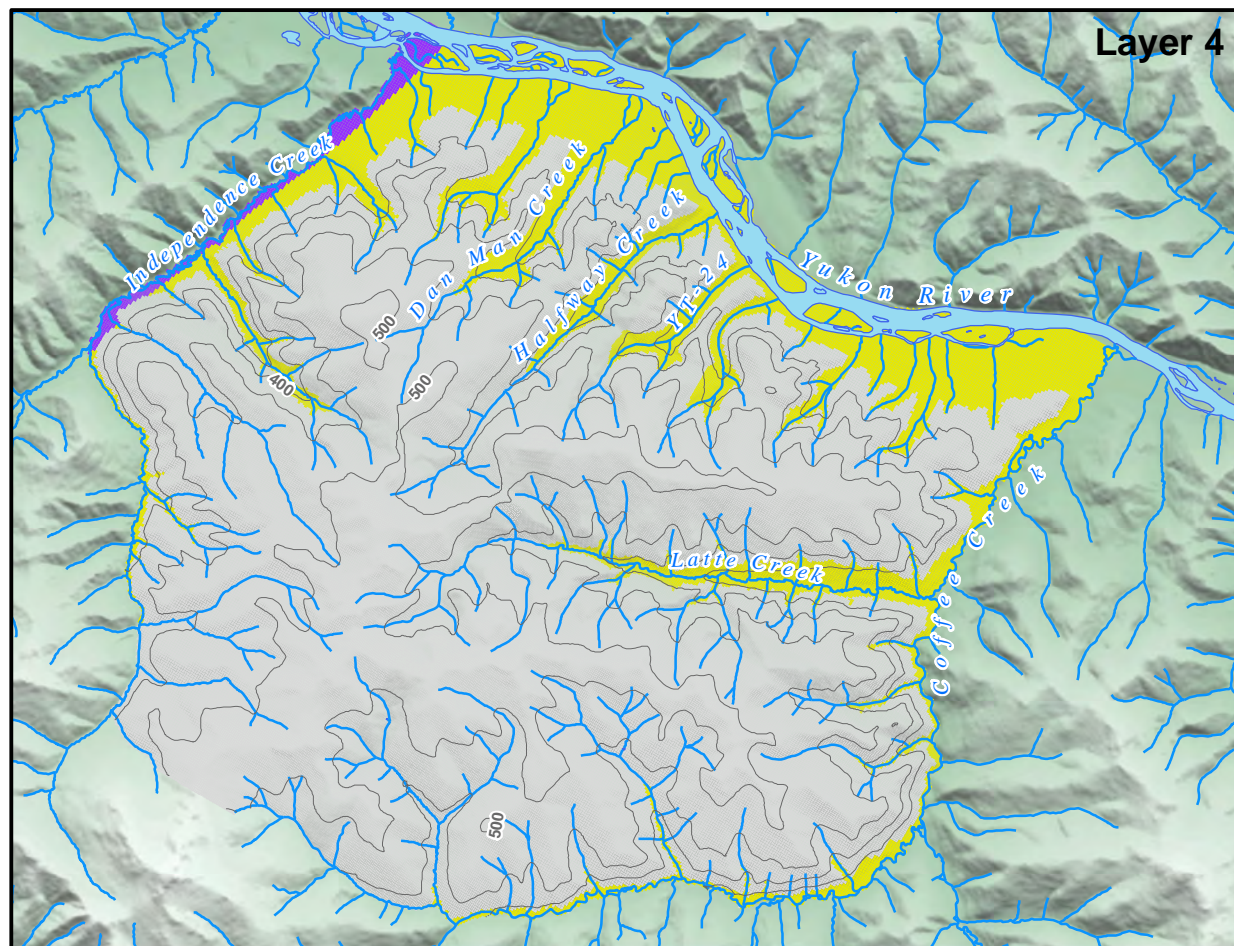 Layer 4
Independence Creek
Dan Man Creek
Halfway Creek
YT-24
Yukon River
500
400
500
Latte Creek
Coffee Creek
500